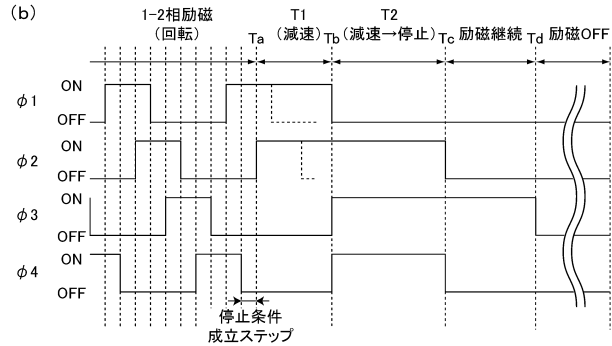 (b)
1-2相励磁
(回転)
T1
(減速)
T2
(減速→停止)
励磁継続
励磁OFF
Ta
Tb
Tc
Td
φ1
ON
OFF
φ2
ON
OFF
φ3
ON
OFF
φ4
ON
OFF
停止条件
成立ステップ